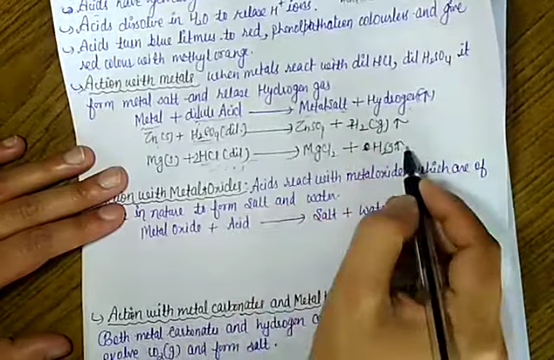 ↳ Acids dissolve in H2O to release H+ ions.
↳ Acids turn blue litmus to red, phenolphthalien colourless and give
red colour with methyl orange.
↳ Action with metals when metals react with dil HCl, dil H2SO4 it
form metal salt and release Hydrogen gas
Metal + dilute Acid → Metal salt + Hydrogen ↑
Zn(s) + H2SO4(dil) → ZnSO4 + H2(g) ↑
Mg(s) + 2HCl(dil) → MgCl2 + H2 ↑
with Metal Oxides: Acids react with metal oxide which are of
in nature to form salt and water.
Metal Oxide + Acid → Salt + Wat
↳ Action with metal carbonates and Metal
(Both metal carbonates and hydrogen
evolve CO2(g) and form salt.